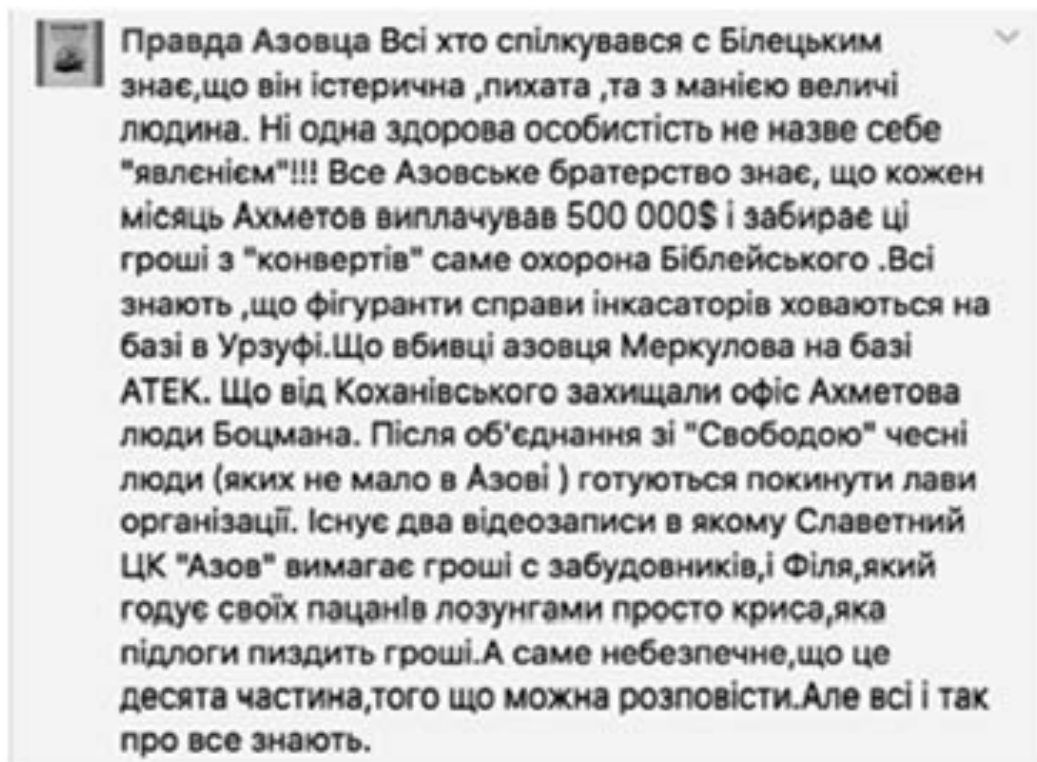 Правда Азовца Всі хто спілкувався с Білецьким
знає,що він істерична ,пихата ,та з манією величі
людина. Ні одна здорова особистість не назве себе
"явлєнієм"!!! Все Азовське братерство знає, що кожен
місяць Ахметов виплачував 500 000$ і забирає ці
гроші з "конвертів" саме охорона Біблейського .Всі
знають ,що фігуранти справи інкасаторів ховаються на
базі в Урзуфі.Що вбивці азовця Меркулова на базі
АТЕК. Що від Коханівського захищали офіс Ахметова
люди Боцмана. Після об'єднання зі "Свободою" чесні
люди (яких не мало в Азові ) готуються покинути лави
організації. Існує два відеозаписи в якому Славетний
ЦК "Азов" вимагає гроші с забудовників,і Філя,який
годує своїх пацанів лозунгами просто криса,яка
підлоги пиздить гроші.А саме небезпечне,що це
десята частина,того що можна розповісти.Але всі і так
про все знають.